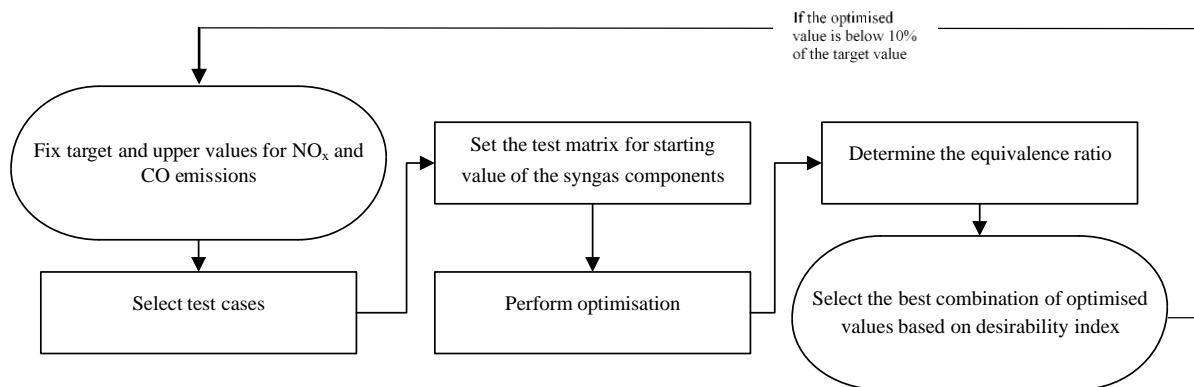 If the optimised
value is below 10%
of the target value
Fix target and upper values for NOₓ and
CO emissions
Select test cases
Set the test matrix for starting
value of the syngas components
Perform optimisation
Determine the equivalence ratio
Select the best combination of optimised
values based on desirability index